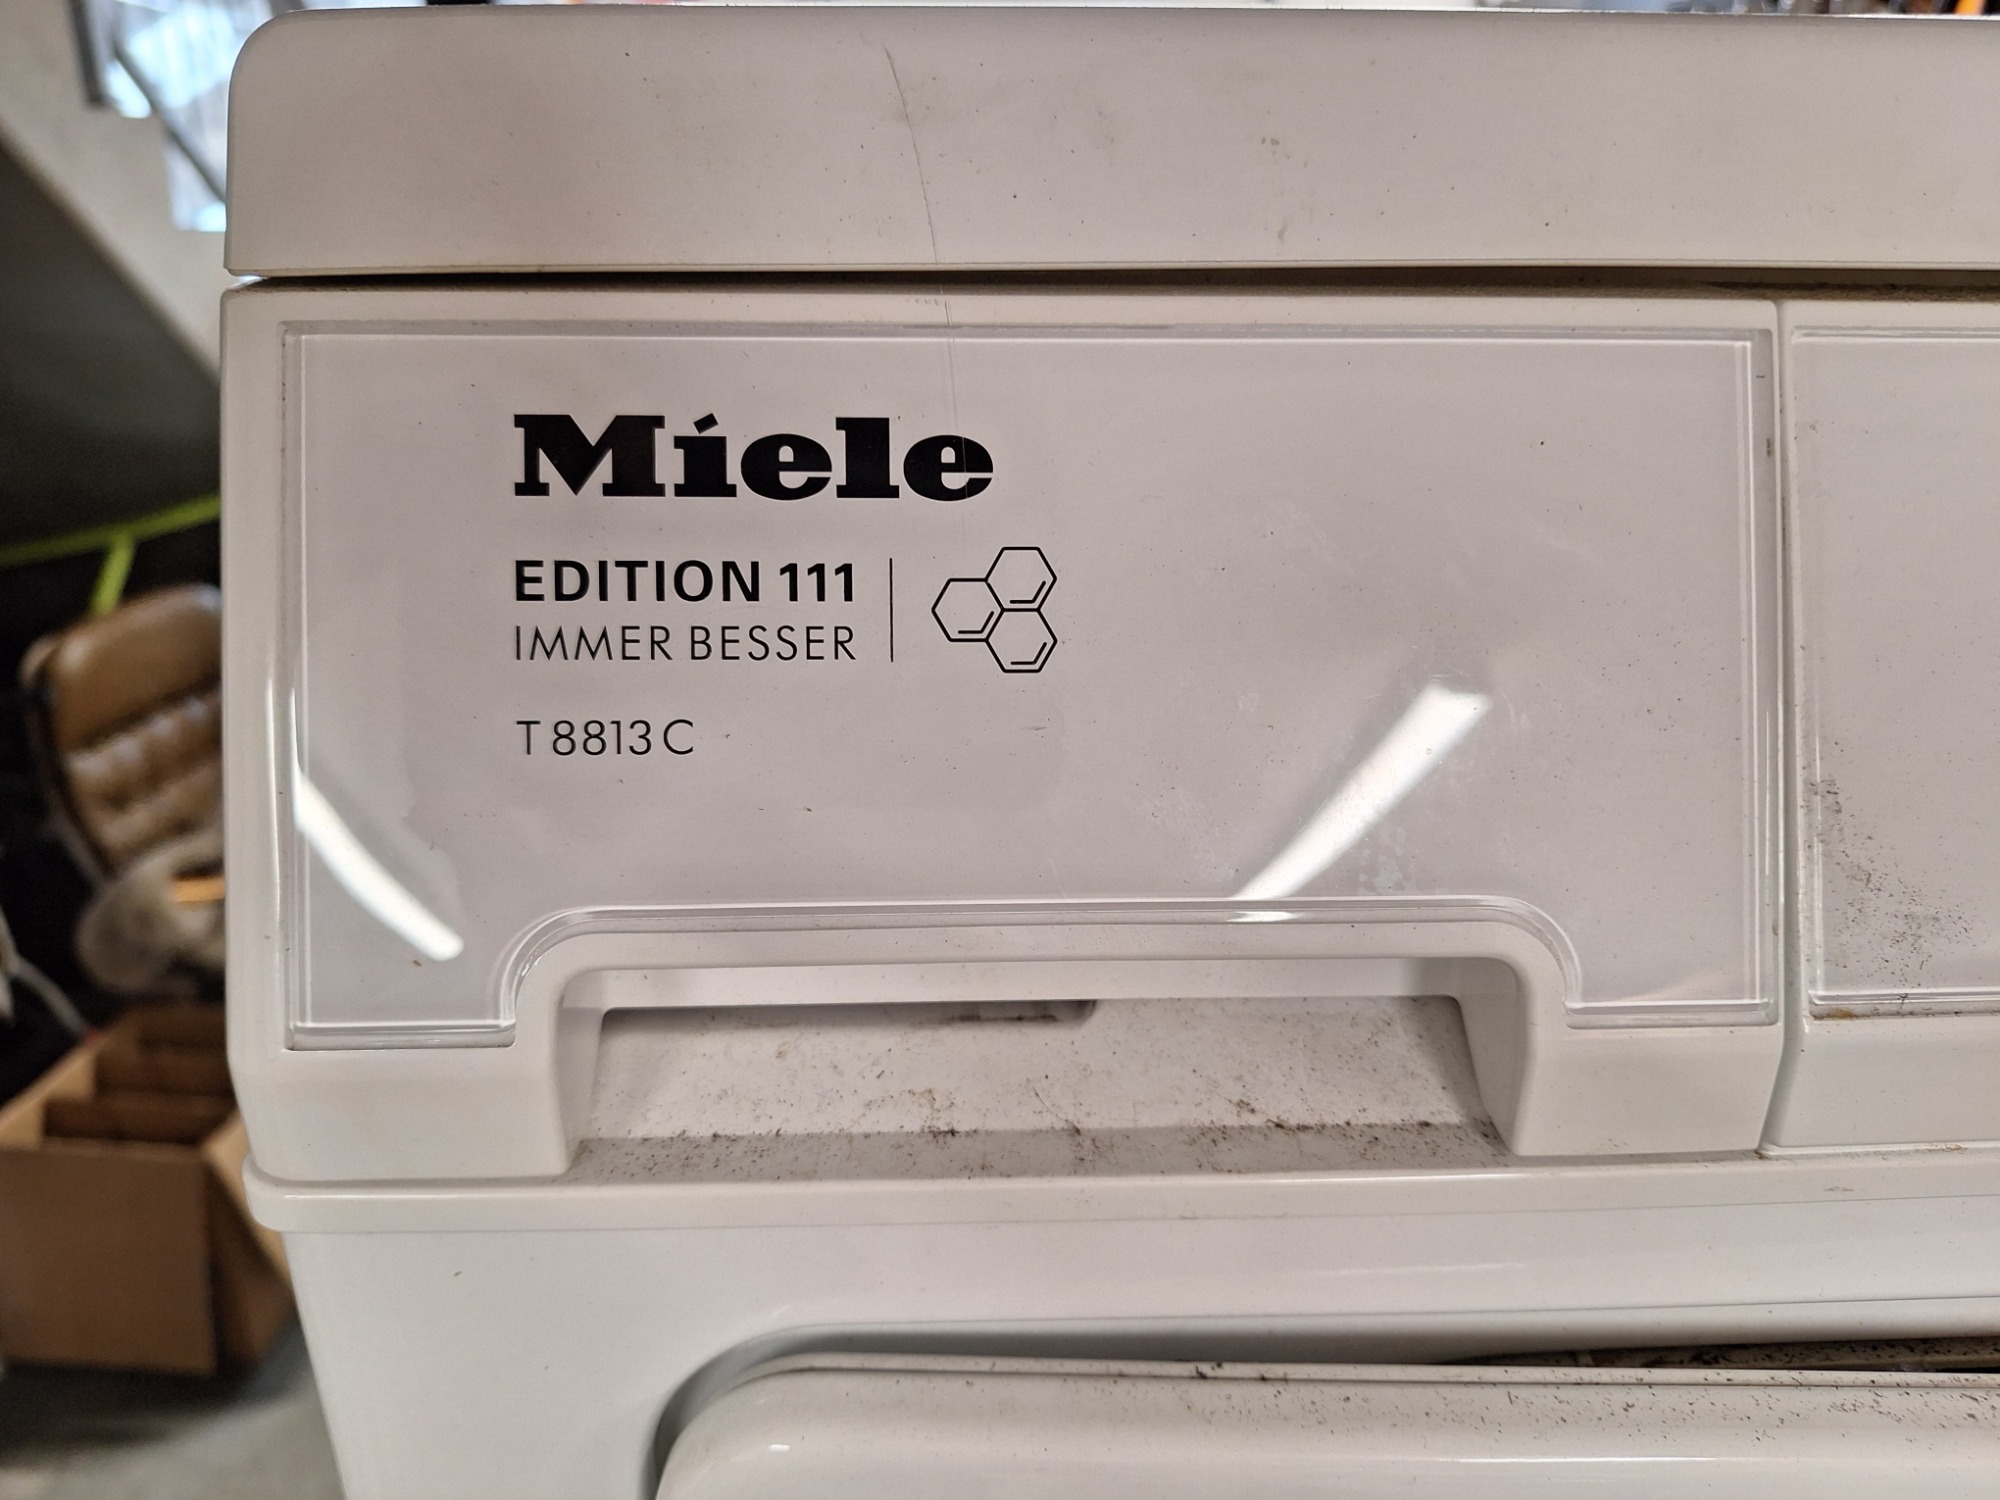 Miele
EDITION 111
IMMER BESSER
T 8813 C